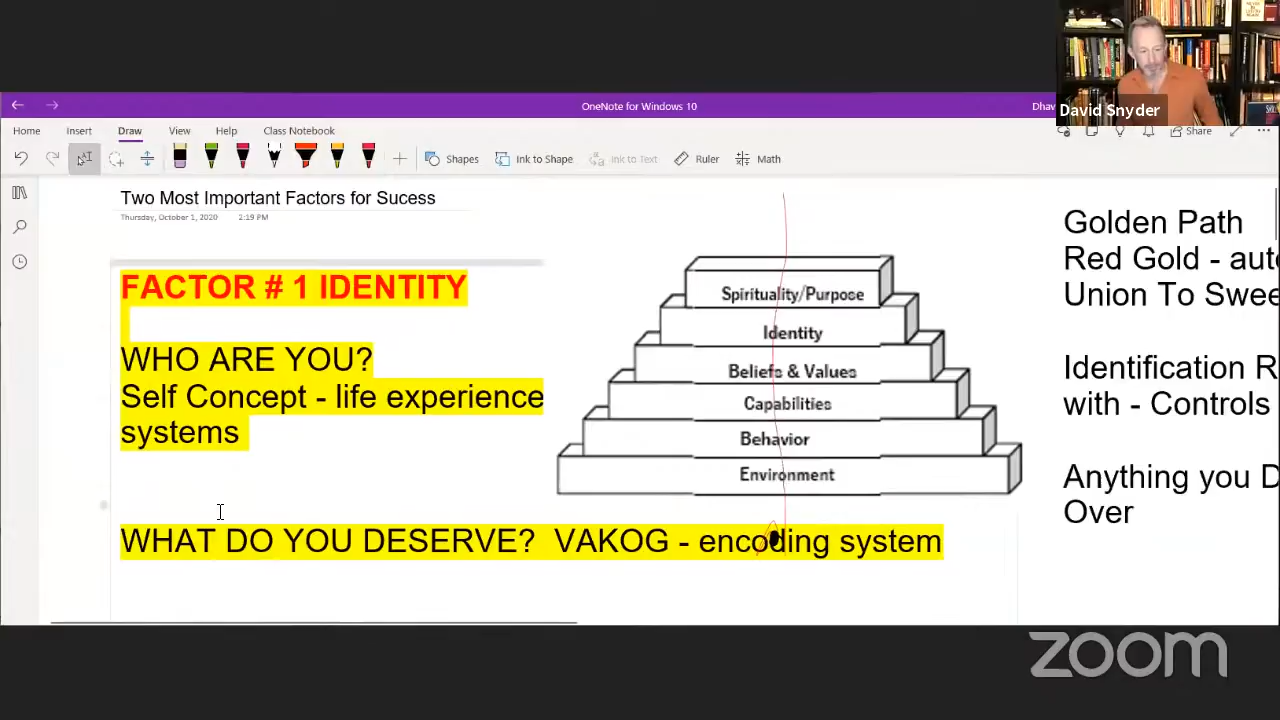 David Snyder
OneNote for Windows 10
Home Insert Draw View Help Class Notebook
Share
Shapes Ink to Shape Ink to Text Ruler Math
Two Most Important Factors for Sucess
Thursday, October 1, 2020 2:19 PM
FACTOR # 1 IDENTITY
WHO ARE YOU?
Self Concept - life experience
systems
WHAT DO YOU DESERVE? VAKOG - encoding system
Spirituality/Purpose
Identity
Beliefs & Values
Capabilities
Behavior
Environment
Golden Path
Red Gold -
Union To
Identification
with - Controls
Anything you
Over
zoom